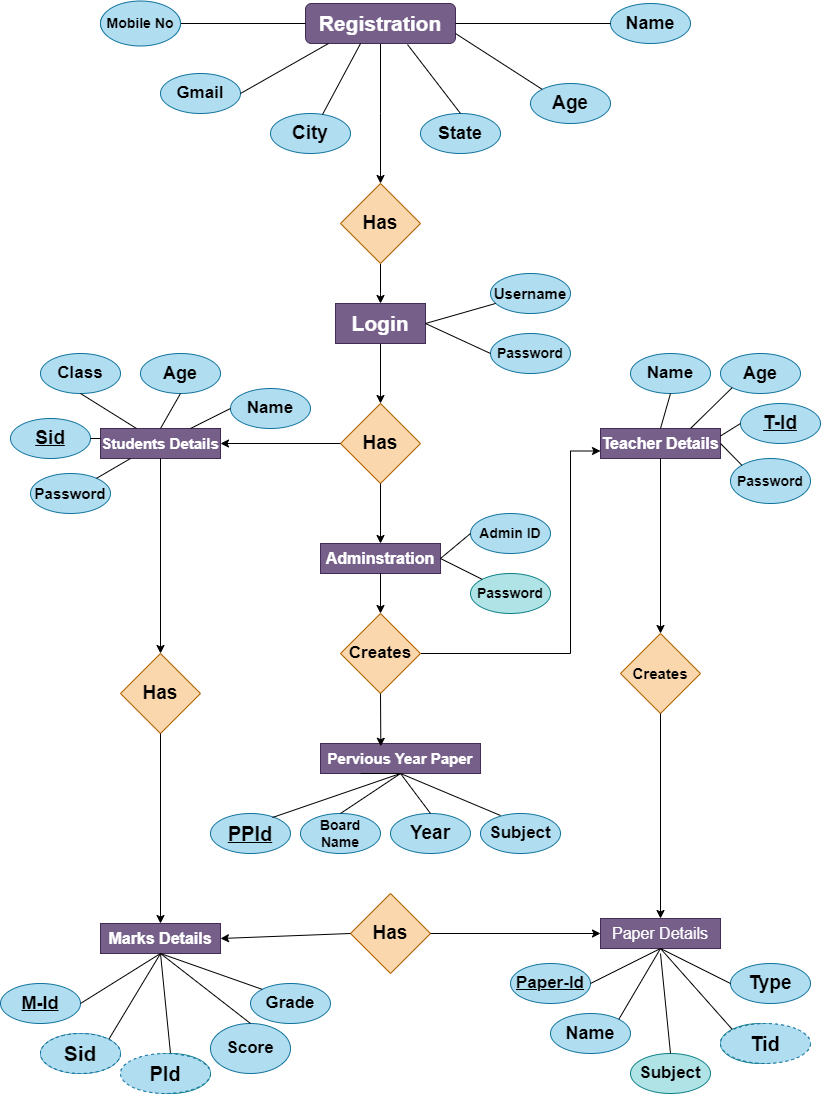 Mobile No
Registration
Name
Gmail
Age
City
State
Has
Username
Login
Password
Class
Age
Name
Sid
Students Details
Password
Has
Name
Age
T-Id
Teacher Details
Password
Admin ID
Adminstration
Password
Creates
Creates
Has
Pervious Year Paper
PPId
Board
Name
Year
Subject
Has
Marks Details
Paper Details
M-Id
Grade
Sid
Score
PId
Paper-Id
Type
Name
Tid
Subject